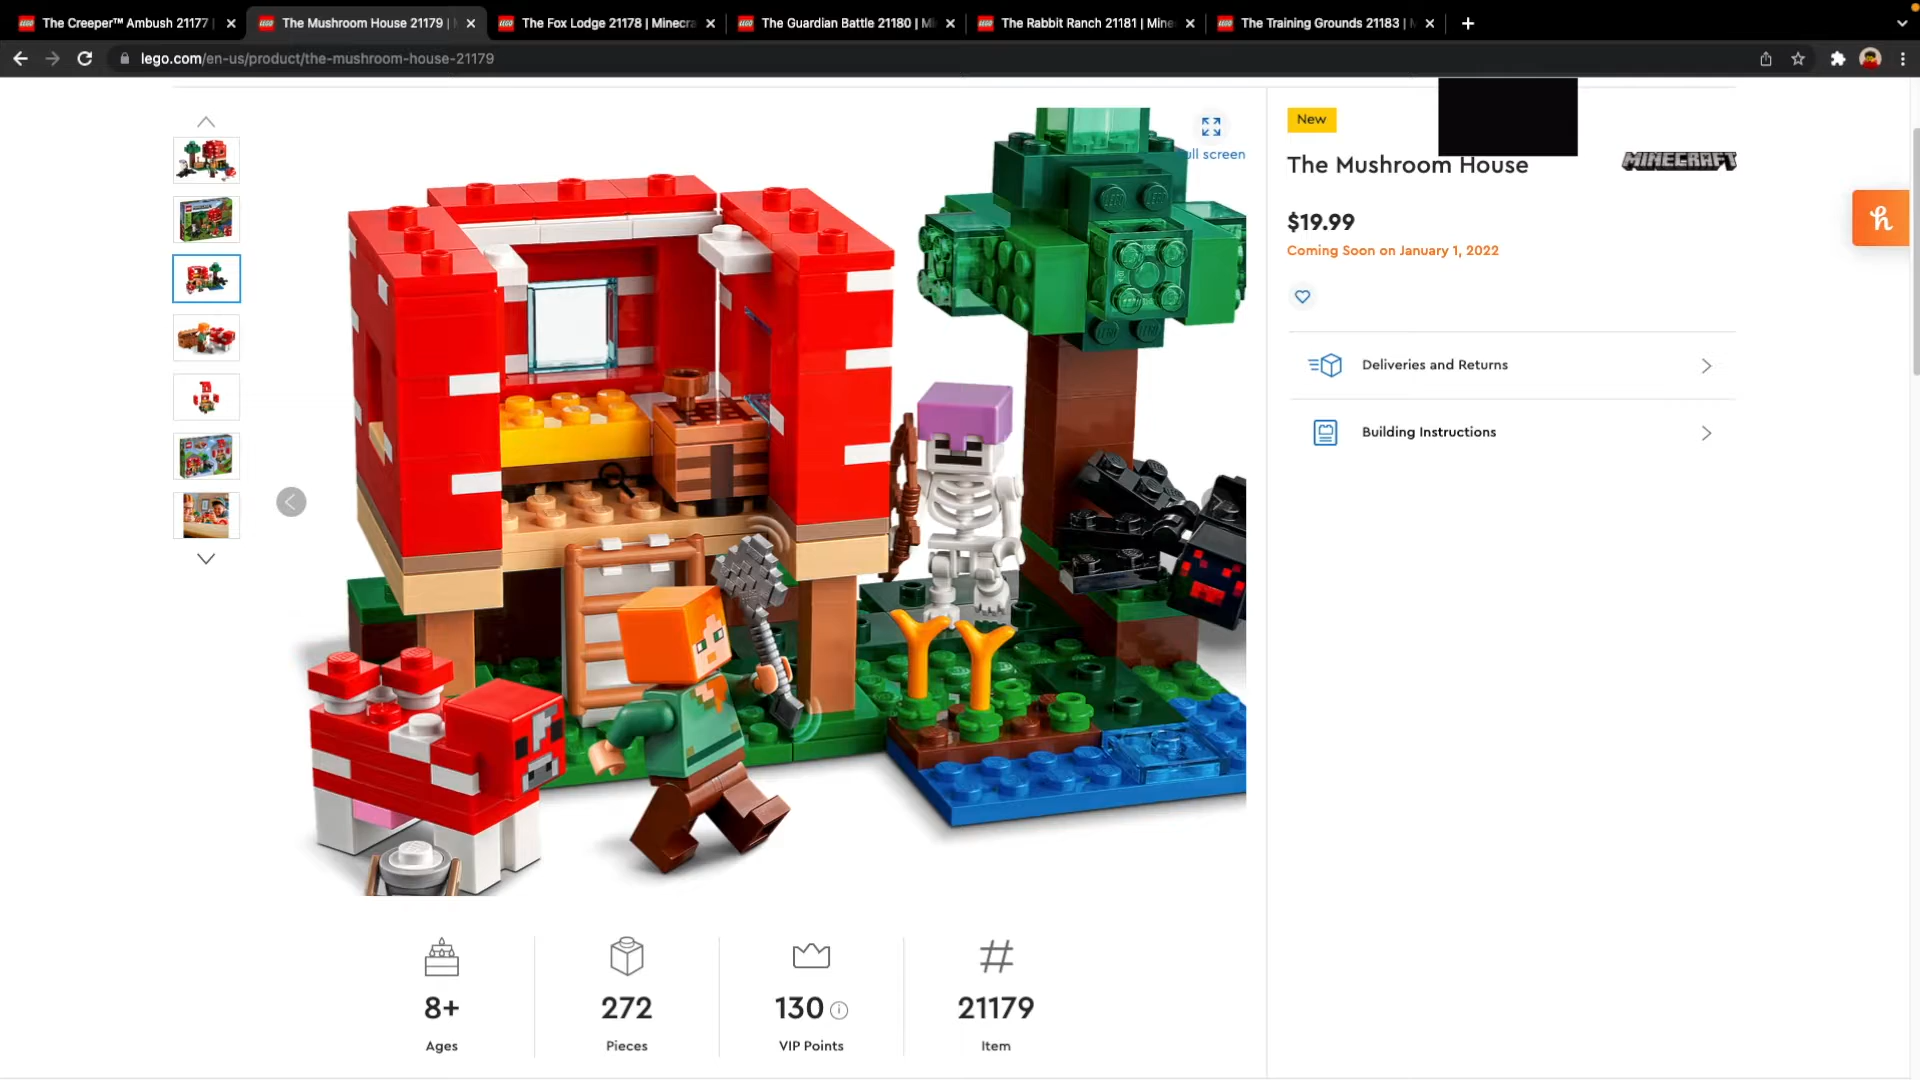 The Creeper™ Ambush 21177 |
The Mushroom House 21179 |
The Fox Lodge 21178 | Minecra
The Guardian Battle 21180 | M
The Rabbit Ranch 21181 | Mine
The Training Grounds 21183 |
lego.com/en-us/product/the-mushroom-house-21179
ull screen
New
The Mushroom House
MINECRAFT
$19.99
Coming Soon on January 1, 2022
h
Deliveries and Returns
Building Instructions
8+
Ages
272
Pieces
130
VIP Points
#
21179
Item